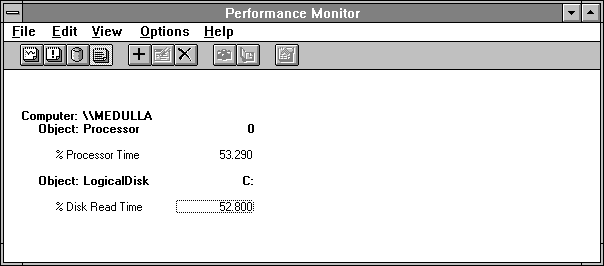 Performance Monitor
File Edit View Options Help
Computer: \\MEDULLA
Object: Processor 0
% Processor Time 53.290
Object: LogicalDisk C:
% Disk Read Time 52.800